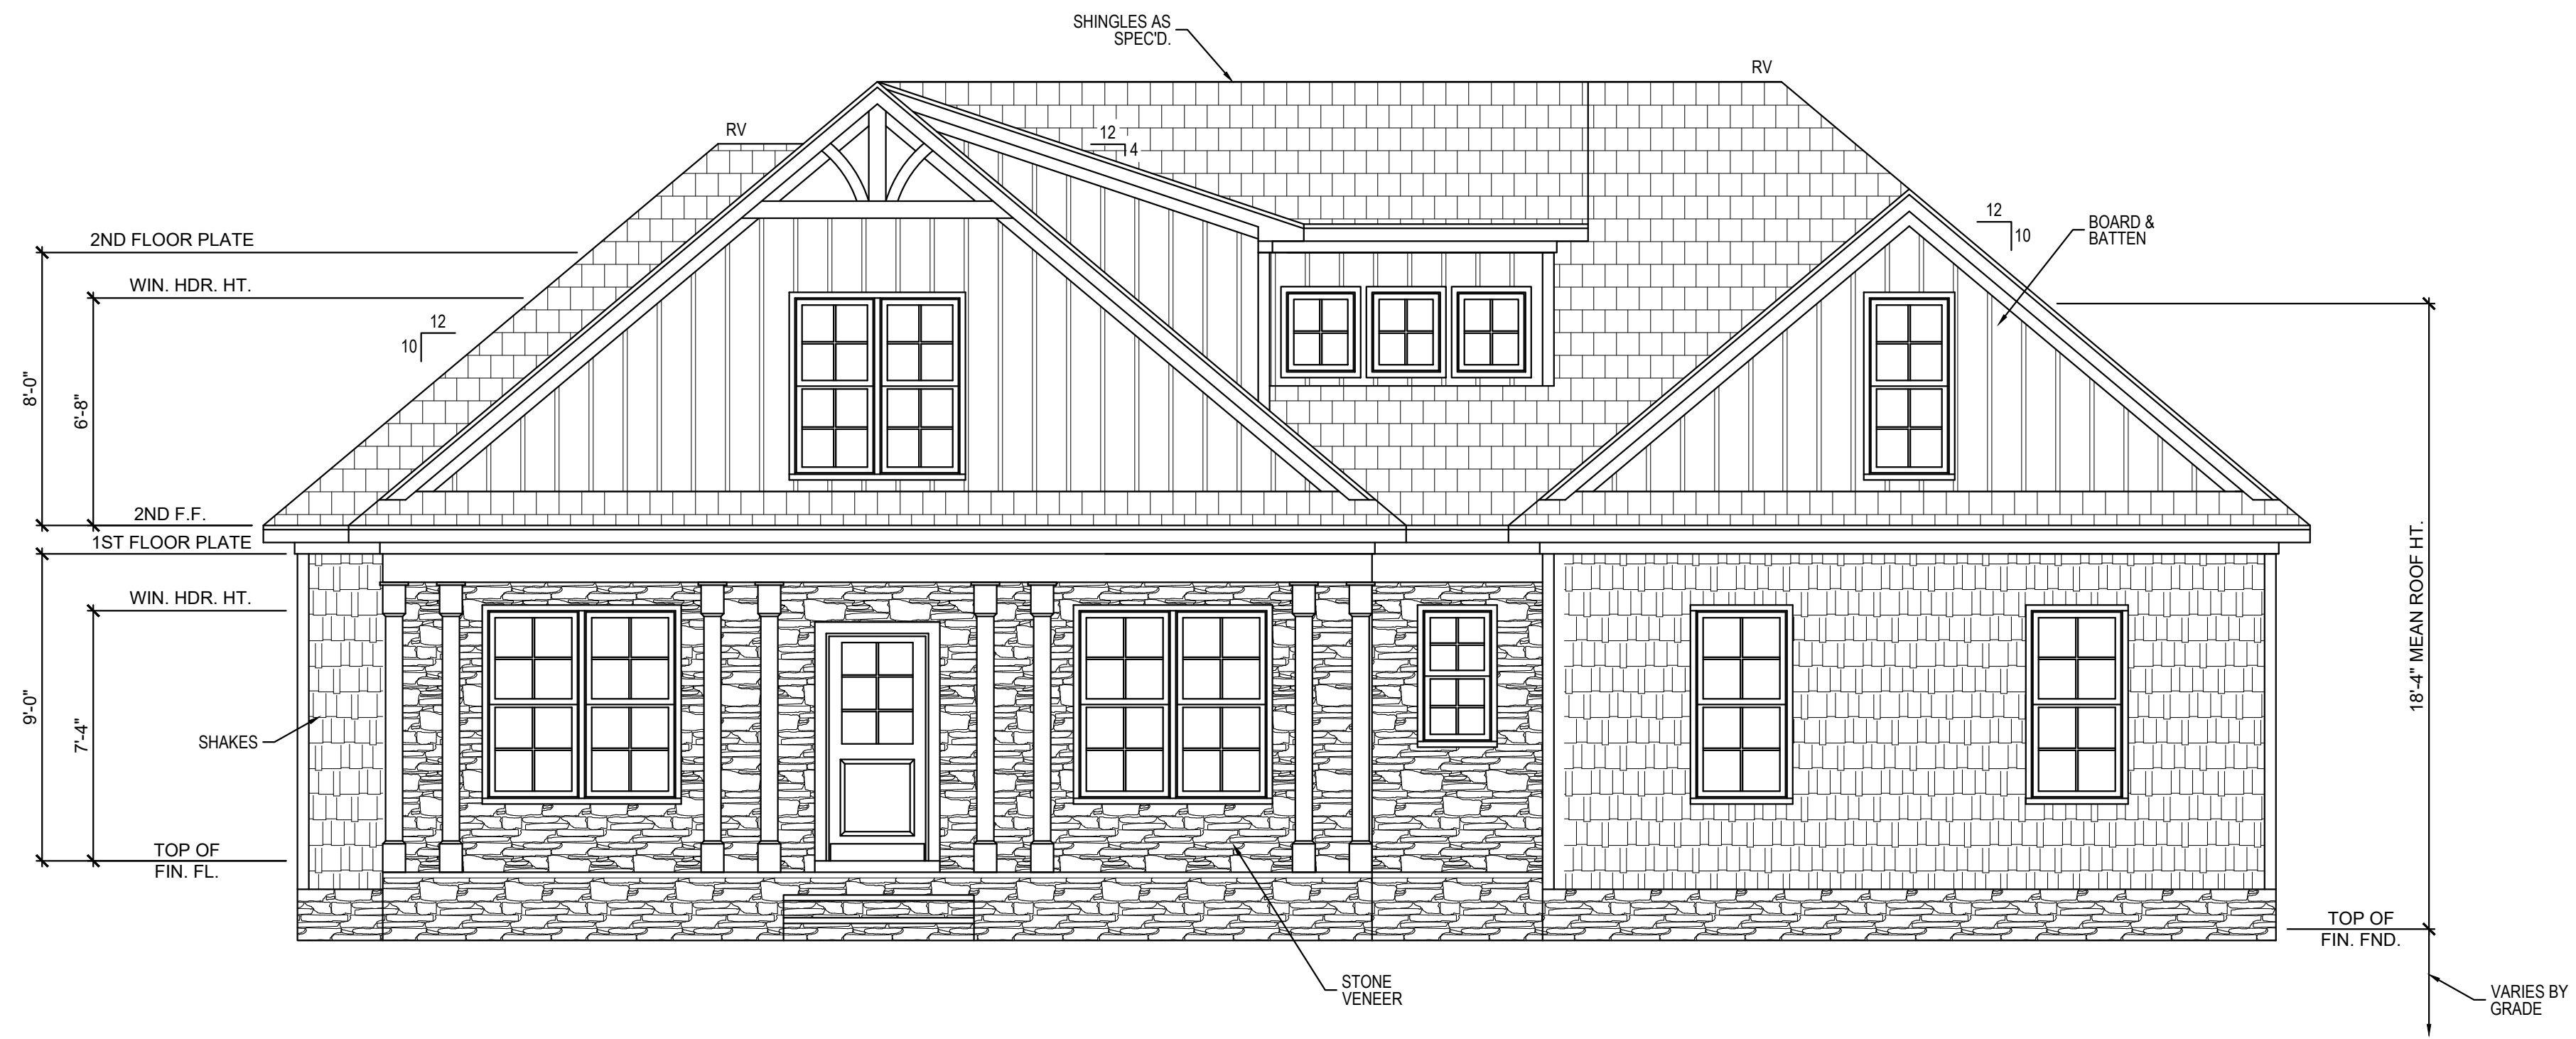 SHINGLES AS
SPEC'D.
RV
RV
12
4
12
10
BOARD &
BATTEN
2ND FLOOR PLATE
WIN. HDR. HT.
12
10
8'-0"
6'-8"
2ND F.F.
1ST FLOOR PLATE
WIN. HDR. HT.
18'-4" MEAN ROOF HT.
9'-0"
7'-4"
SHAKES
TOP OF
FIN. FL.
TOP OF
FIN. FND.
STONE
VENEER
VARIES BY
GRADE